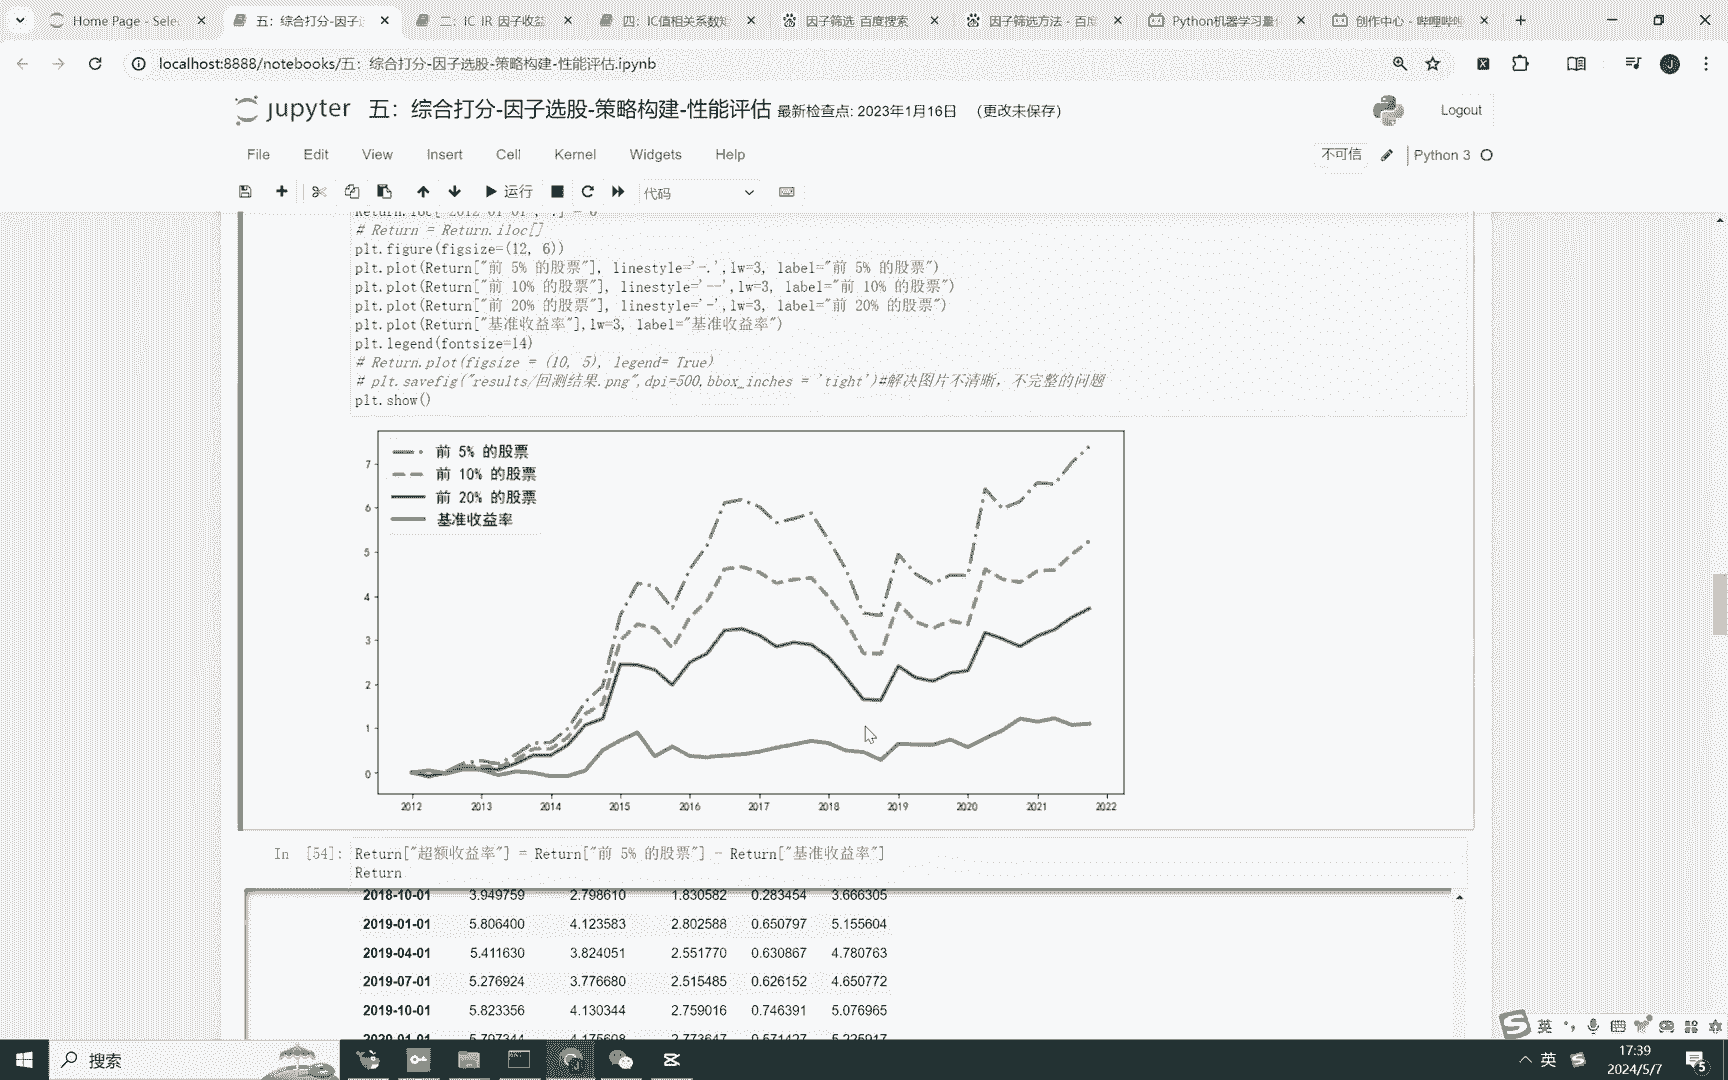 Home Page - Selec
五：综合打分-因子选
二：IC IR 因子收益
四：IC值相关系数矩
因子筛选_百度搜索
因子筛选方法 - 百度
Python机器学习量化
创作中心 - 哔哩哔哩
localhost:8888/notebooks/五：综合打分-因子选股-策略构建-性能评估.ipynb
jupyter 五：综合打分-因子选股-策略构建-性能评估 最新检查点: 2023年1月16日 （更改未保存）
Logout
File Edit View Insert Cell Kernel Widgets Help
不可信 Python 3
运行 代码
Return.loc['2012-01-01', :] = 0
# Return = Return.iloc[]
plt.figure(figsize=(12, 6))
plt.plot(Return["前 5% 的股票"], linestyle='-.',lw=3, label="前 5% 的股票")
plt.plot(Return["前 10% 的股票"], linestyle='--',lw=3, label="前 10% 的股票")
plt.plot(Return["前 20% 的股票"], linestyle='-',lw=3, label="前 20% 的股票")
plt.plot(Return["基准收益率"],lw=3, label="基准收益率")
plt.legend(fontsize=14)
# Return.plot(figsize = (10, 5), legend= True)
# plt.savefig("results/回测结果.png",dpi=500,bbox_inches = 'tight')#解决图片不清晰，不完整的问题
plt.show()
前 5% 的股票
前 10% 的股票
前 20% 的股票
基准收益率
7
6
5
4
3
2
1
0
2012 2013 2014 2015 2016 2017 2018 2019 2020 2021 2022
In [54]: Return["超额收益率"] = Return["前 5% 的股票"] - Return["基准收益率"]
Return
2018-10-01 3.949759 2.798610 1.830582 0.283454 3.666305
2019-01-01 5.806400 4.123583 2.802588 0.650797 5.155604
2019-04-01 5.411630 3.824051 2.551770 0.630867 4.780763
2019-07-01 5.276924 3.776680 2.515485 0.626152 4.650772
2019-10-01 5.823356 4.130344 2.759016 0.746391 5.076965
搜索
英
英
17:39
2024/5/7
5